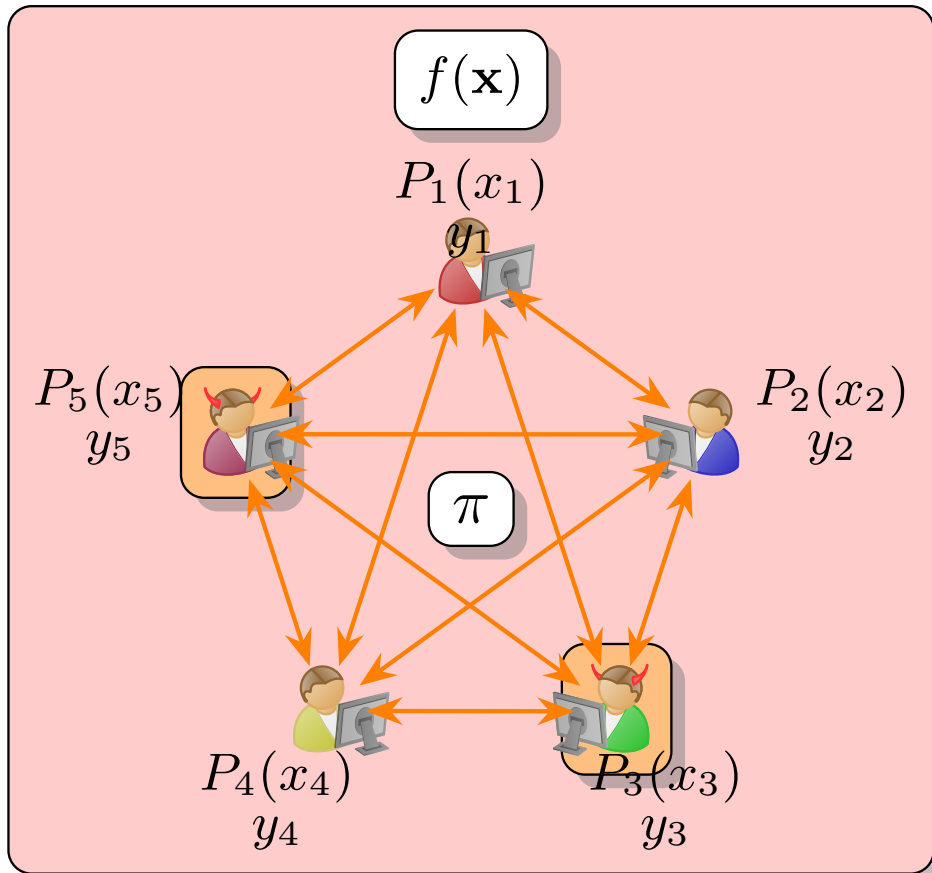 f(𝐱)
P₁(x₁)
y₁
P₅(x₅)
y₅
P₂(x₂)
y₂
π
P₄(x₄)
y₄
P₃(x₃)
y₃